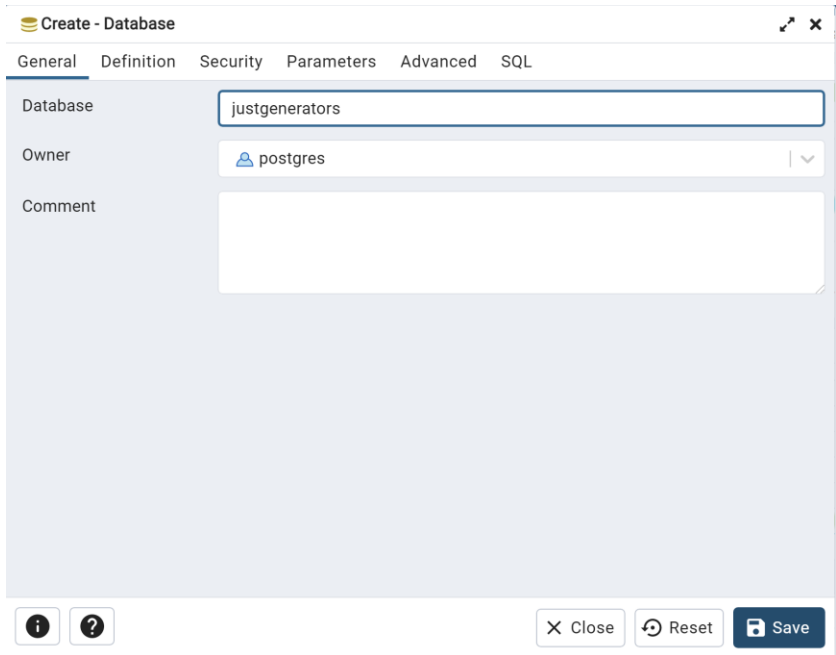 Create - Database
General Definition Security Parameters Advanced SQL
Database justgenerators
Owner postgres
Comment
Close Reset Save